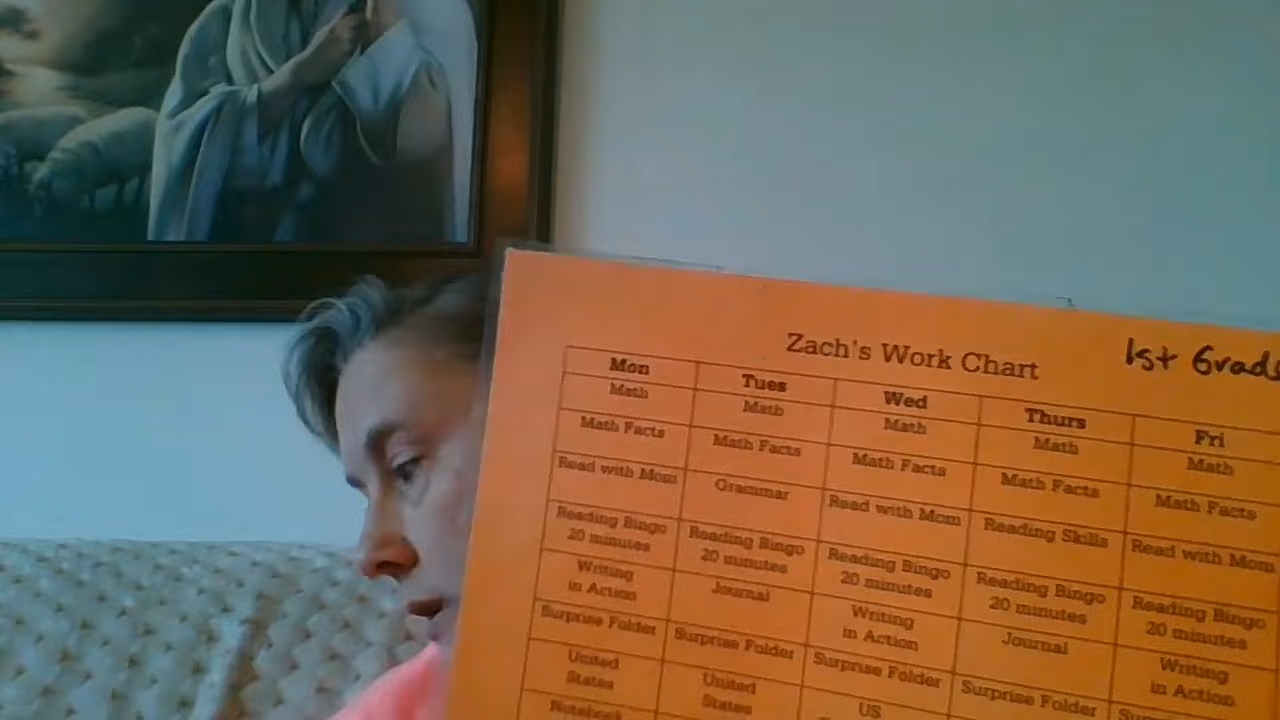 Zach's Work Chart
1st Grade
Mon Tues Wed Thurs Fri
Math Math Math Math Math
Math Facts Math Facts Math Facts Math Facts Math Facts
Read with Mom Grammar Read with Mom Reading Skills Read with Mom
Reading Bingo Reading Bingo Reading Bingo Reading Bingo Reading Bingo
20 minutes 20 minutes 20 minutes 20 minutes 20 minutes
Writing Journal Writing Journal Writing
in Action in Action in Action
Surprise Folder Surprise Folder Surprise Folder Surprise Folder
United United US
States States
Notebook